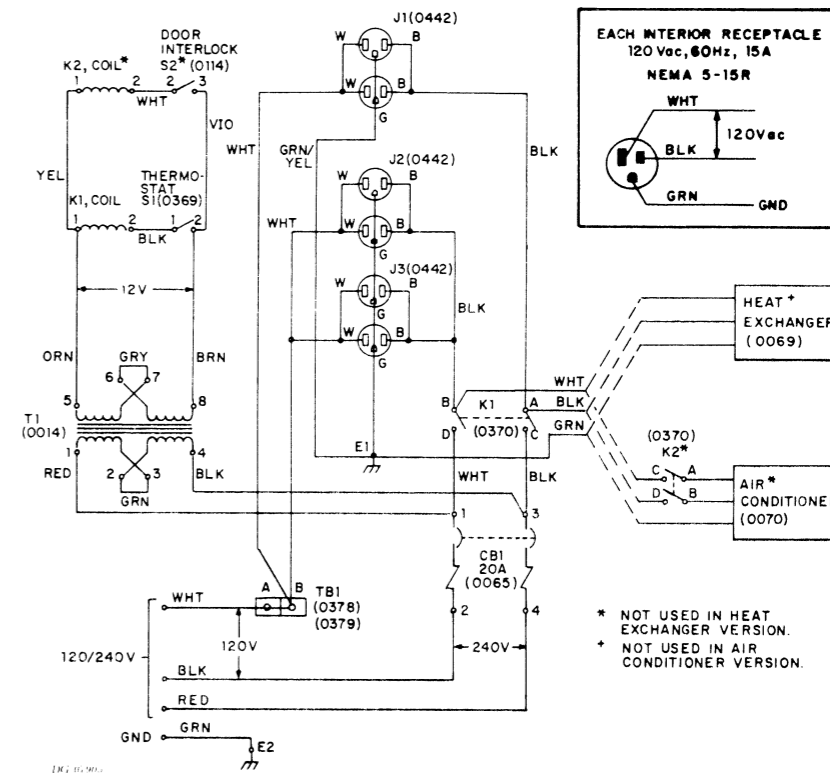 J1(0442)
DOOR
INTERLOCK
S2* (0114)
K2, COIL*
1 2 2 3
WHT
VIO
W B
W B
G
WHT
GRN/
YEL
BLK
YEL
THERMO-
STAT
S1(0369)
K1, COIL
1 2 1 2
BLK
J2(0442)
W B
WHT
W B
G
J3(0442)
W B
BLK
G
W B
G
12V
ORN
GRY
BRN
6 7
5 8
T1
(0014)
1 4
RED
2 3
BLK
GRN
EACH INTERIOR RECEPTACLE
120 Vac, 60Hz, 15A
NEMA 5-15R
WHT
120Vac
BLK
GRN
GND
HEAT +
EXCHANGER
(0069)
WHT
B K1 A BLK
D (0370) C GRN
E1
WHT BLK
(0370)
K2*
C A
D B
AIR*
CONDITIONE
(0070)
1 3
CB1
20A
(0065)
2 4
240V
WHT
A B
TB1
(0378)
(0379)
120V
120/240V
BLK
RED
GND GRN
E2
* NOT USED IN HEAT
EXCHANGER VERSION.
+ NOT USED IN AIR
CONDITIONER VERSION.